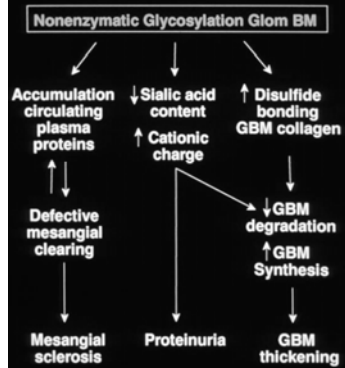 Nonenzymatic Glycosylation Glom BM
Accumulation
circulating
plasma
proteins
↓ Sialic acid
content
↑ Cationic
charge
↑ Disulfide
bonding
GBM collagen
Defective
mesangial
clearing
↓ GBM
degradation
↑ GBM
Synthesis
Mesangial
sclerosis
Proteinuria
GBM
thickening